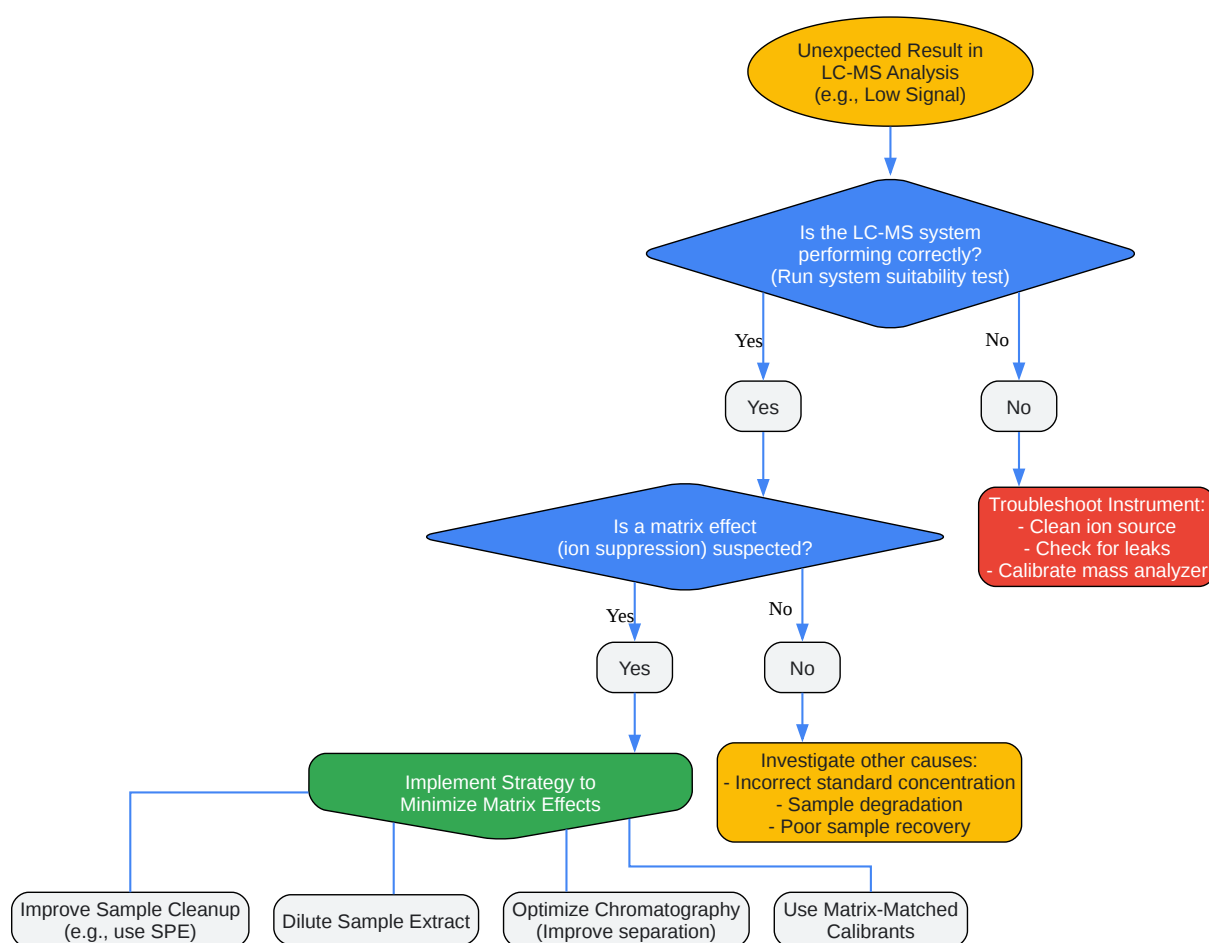 Unexpected Result in
LC-MS Analysis
(e.g., Low Signal)
Is the LC-MS system
performing correctly?
(Run system suitability test)
Yes
No
Yes
No
Is a matrix effect
(ion suppression) suspected?
Troubleshoot Instrument:
- Clean ion source
- Check for leaks
- Calibrate mass analyzer
Yes
No
Yes
No
Implement Strategy to
Minimize Matrix Effects
Investigate other causes:
- Incorrect standard concentration
- Sample degradation
- Poor sample recovery
Improve Sample Cleanup
(e.g., use SPE)
Dilute Sample Extract
Optimize Chromatography
(Improve separation)
Use Matrix-Matched
Calibrants